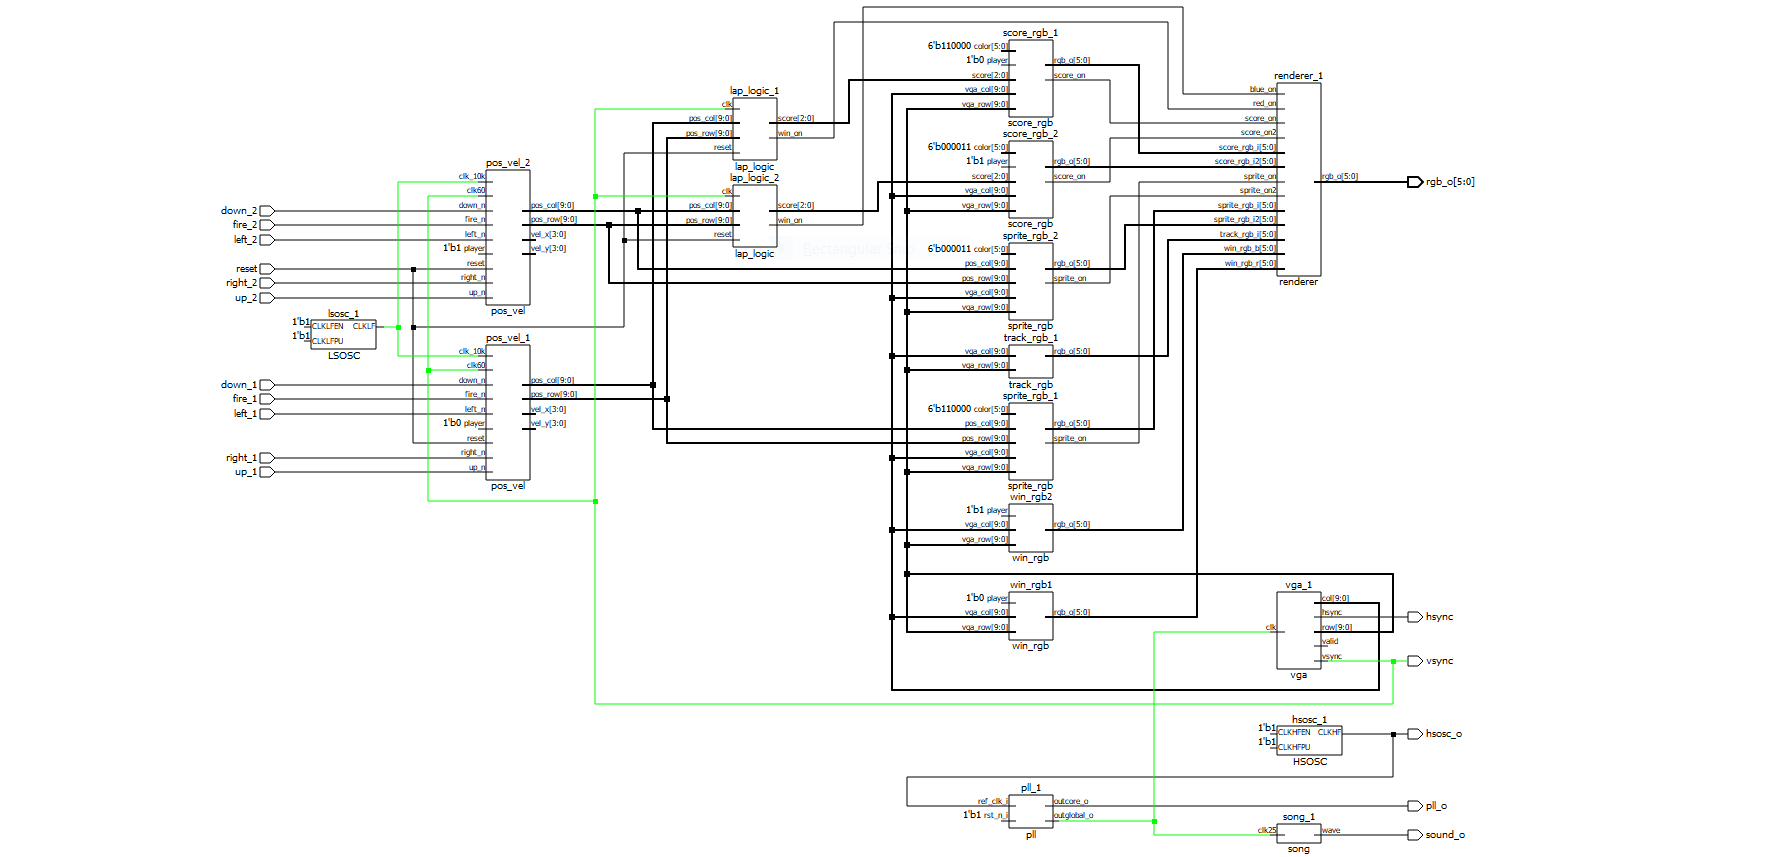 down_2
fire_2
left_2
reset
right_2
up_2
lsosc_1
1'b1 CLKLFEN CLKLF
1'b1 CLKLFPU
LSOSC
down_1
fire_1
left_1
right_1
up_1
pos_vel_2
clk_10k
clk60
down_n pos_col[9:0]
fire_n pos_row[9:0]
left_n vel_x[3:0]
1'b1 player vel_y[3:0]
reset
right_n
up_n
pos_vel
pos_vel_1
clk_10k
clk60
down_n pos_col[9:0]
fire_n pos_row[9:0]
left_n vel_x[3:0]
1'b0 player vel_y[3:0]
reset
right_n
up_n
pos_vel
lap_logic_1
clk
pos_col[9:0] score[2:0]
pos_row[9:0] win_on
reset
lap_logic
lap_logic_2
clk
pos_col[9:0] score[2:0]
pos_row[9:0] win_on
reset
lap_logic
score_rgb_1
6'b110000 color[5:0]
1'b0 player rgb_o[5:0]
score[2:0] score_on
vga_col[9:0]
vga_row[9:0]
score_rgb
score_rgb_2
6'b000011 color[5:0]
1'b1 player rgb_o[5:0]
score[2:0] score_on
vga_col[9:0]
vga_row[9:0]
score_rgb
sprite_rgb_2
6'b000011 color[5:0]
pos_col[9:0] rgb_o[5:0]
pos_row[9:0] sprite_on
vga_col[9:0]
vga_row[9:0]
sprite_rgb
track_rgb_1
vga_col[9:0] rgb_o[5:0]
vga_row[9:0]
track_rgb
sprite_rgb_1
6'b110000 color[5:0]
pos_col[9:0] rgb_o[5:0]
pos_row[9:0] sprite_on
vga_col[9:0]
vga_row[9:0]
sprite_rgb
win_rgb2
1'b1 player
vga_col[9:0] rgb_o[5:0]
vga_row[9:0]
win_rgb
win_rgb1
1'b0 player
vga_col[9:0] rgb_o[5:0]
vga_row[9:0]
win_rgb
renderer_1
blue_on
red_on
score_on
score_on2
score_rgb_i[5:0]
score_rgb_i2[5:0]
sprite_on rgb_o[5:0] rgb_o[5:0]
sprite_on2
sprite_rgb_i[5:0]
sprite_rgb_i2[5:0]
track_rgb_i[5:0]
win_rgb_b[5:0]
win_rgb_r[5:0]
renderer
vga_1
col[9:0]
hsync hsync
clk row[9:0]
valid
vsync vsync
vga
hsosc_1
1'b1 CLKHFEN CLKHF hsosc_o
1'b1 CLKHFPU
HSOSC
pll_1
ref_clk_i outcore_o pll_o
1'b1 rst_n_i outglobal_o
pll
song_1
clk25 wave sound_o
song